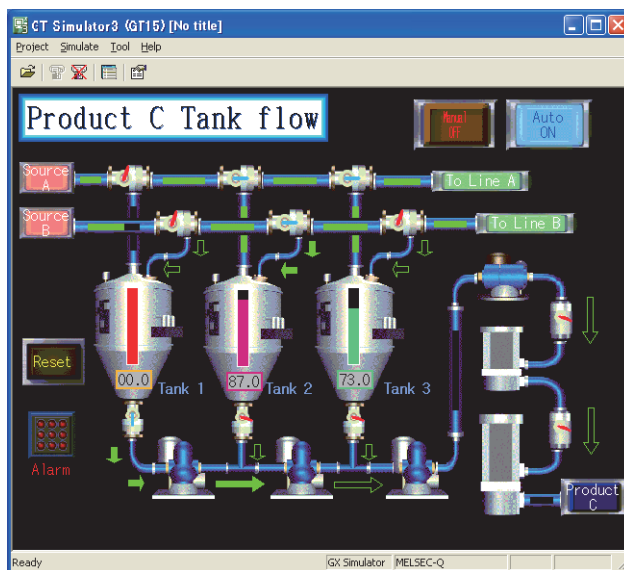 CT Simulator3 (GT15) [No title]
Project Simulate Tool Help
Product C Tank flow
Manual
OFF
Auto
ON
Source
A
To Line A
Source
B
To Line B
Reset
00.0
Tank 1
87.0
Tank 2
73.0
Tank 3
Alarm
Product
C
Ready
GX Simulator
MELSEC-Q